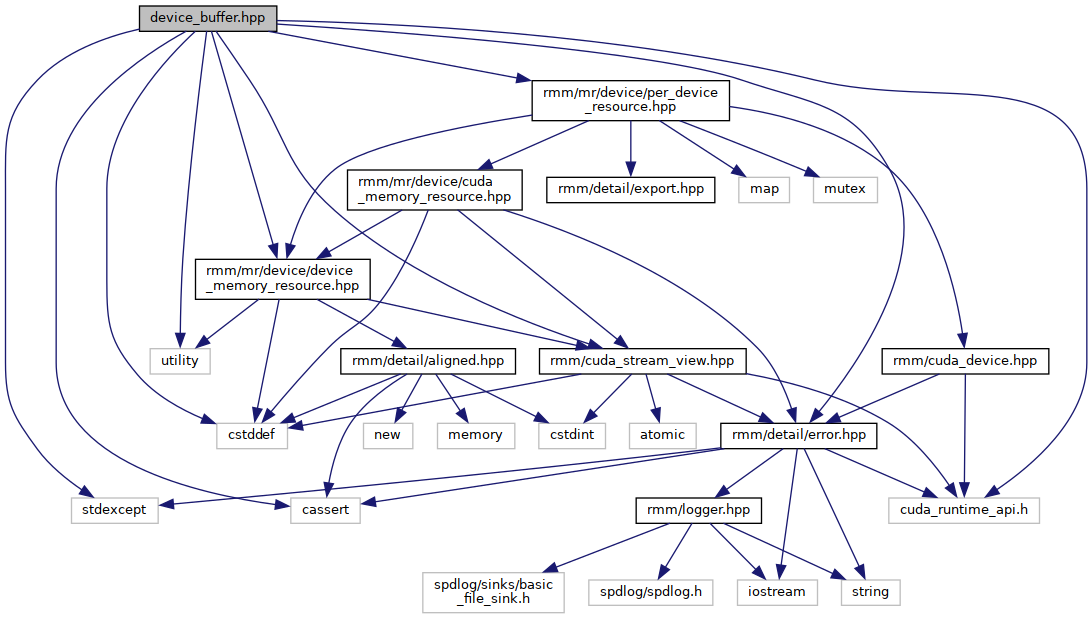 device_buffer.hpp
rmm/mr/device/per_device
_resource.hpp
rmm/mr/device/cuda
_memory_resource.hpp
rmm/detail/export.hpp
map
mutex
rmm/mr/device/device
_memory_resource.hpp
utility
rmm/detail/aligned.hpp
rmm/cuda_stream_view.hpp
rmm/cuda_device.hpp
cstddef
new
memory
cstdint
atomic
rmm/detail/error.hpp
stdexcept
cassert
rmm/logger.hpp
cuda_runtime_api.h
spdlog/sinks/basic
_file_sink.h
spdlog/spdlog.h
iostream
string